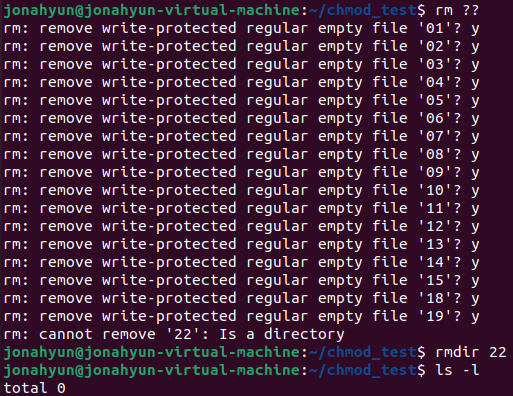 jonahyun@jonahyun-virtual-machine:~/chmod_test$ rm ??
rm: remove write-protected regular empty file '01'? y
rm: remove write-protected regular empty file '02'? y
rm: remove write-protected regular empty file '03'? y
rm: remove write-protected regular empty file '04'? y
rm: remove write-protected regular empty file '05'? y
rm: remove write-protected regular empty file '06'? y
rm: remove write-protected regular empty file '07'? y
rm: remove write-protected regular empty file '08'? y
rm: remove write-protected regular empty file '09'? y
rm: remove write-protected regular empty file '10'? y
rm: remove write-protected regular empty file '11'? y
rm: remove write-protected regular empty file '12'? y
rm: remove write-protected regular empty file '13'? y
rm: remove write-protected regular empty file '14'? y
rm: remove write-protected regular empty file '15'? y
rm: remove write-protected regular empty file '18'? y
rm: remove write-protected regular empty file '19'? y
rm: cannot remove '22': Is a directory
jonahyun@jonahyun-virtual-machine:~/chmod_test$ rmdir 22
jonahyun@jonahyun-virtual-machine:~/chmod_test$ ls -l
total 0